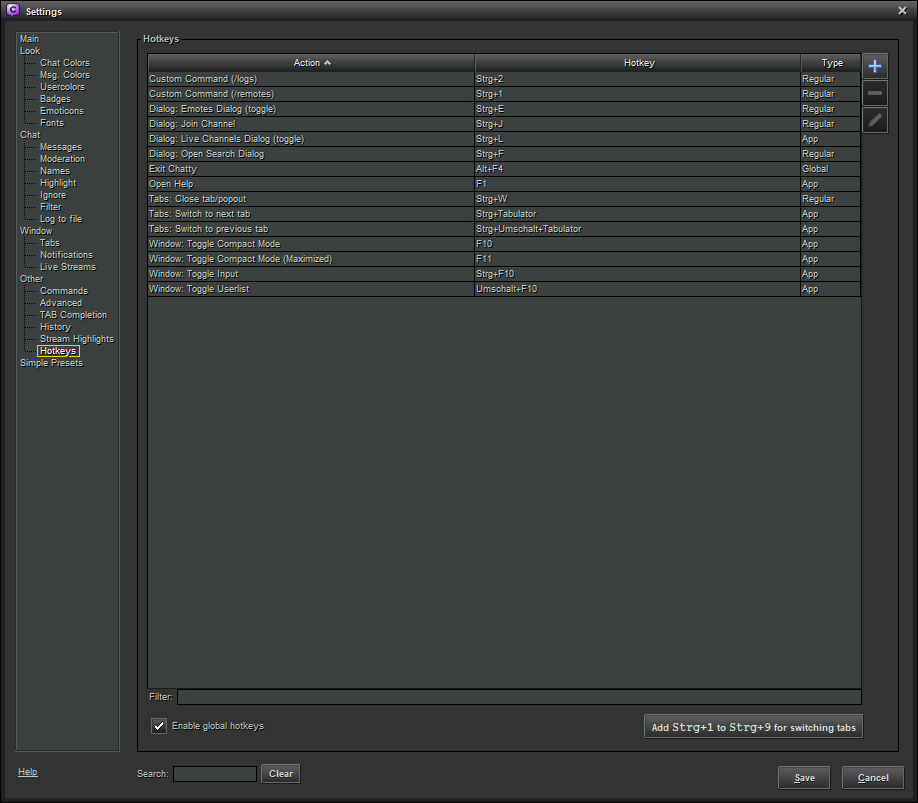 Settings
Main
Look
Chat Colors
Msg. Colors
Usercolors
Badges
Emoticons
Fonts
Chat
Messages
Moderation
Names
Highlight
Ignore
Filter
Log to file
Window
Tabs
Notifications
Live Streams
Other
Commands
Advanced
TAB Completion
History
Stream Highlights
Hotkeys
Simple Presets
Hotkeys
Action Hotkey Type
Custom Command (/logs) Strg+2 Regular
Custom Command (/remotes) Strg+1 Regular
Dialog: Emotes Dialog (toggle) Strg+E Regular
Dialog: Join Channel Strg+J Regular
Dialog: Live Channels Dialog (toggle) Strg+L App
Dialog: Open Search Dialog Strg+F Regular
Exit Chatty Alt+F4 Global
Open Help F1 App
Tabs: Close tab/popout Strg+W Regular
Tabs: Switch to next tab Strg+Tabulator App
Tabs: Switch to previous tab Strg+Umschalt+Tabulator App
Window: Toggle Compact Mode F10 App
Window: Toggle Compact Mode (Maximized) F11 App
Window: Toggle Input Strg+F10 App
Window: Toggle Userlist Umschalt+F10 App
Filter:
Enable global hotkeys
Add Strg+1 to Strg+9 for switching tabs
Help
Search:
Clear
Save
Cancel